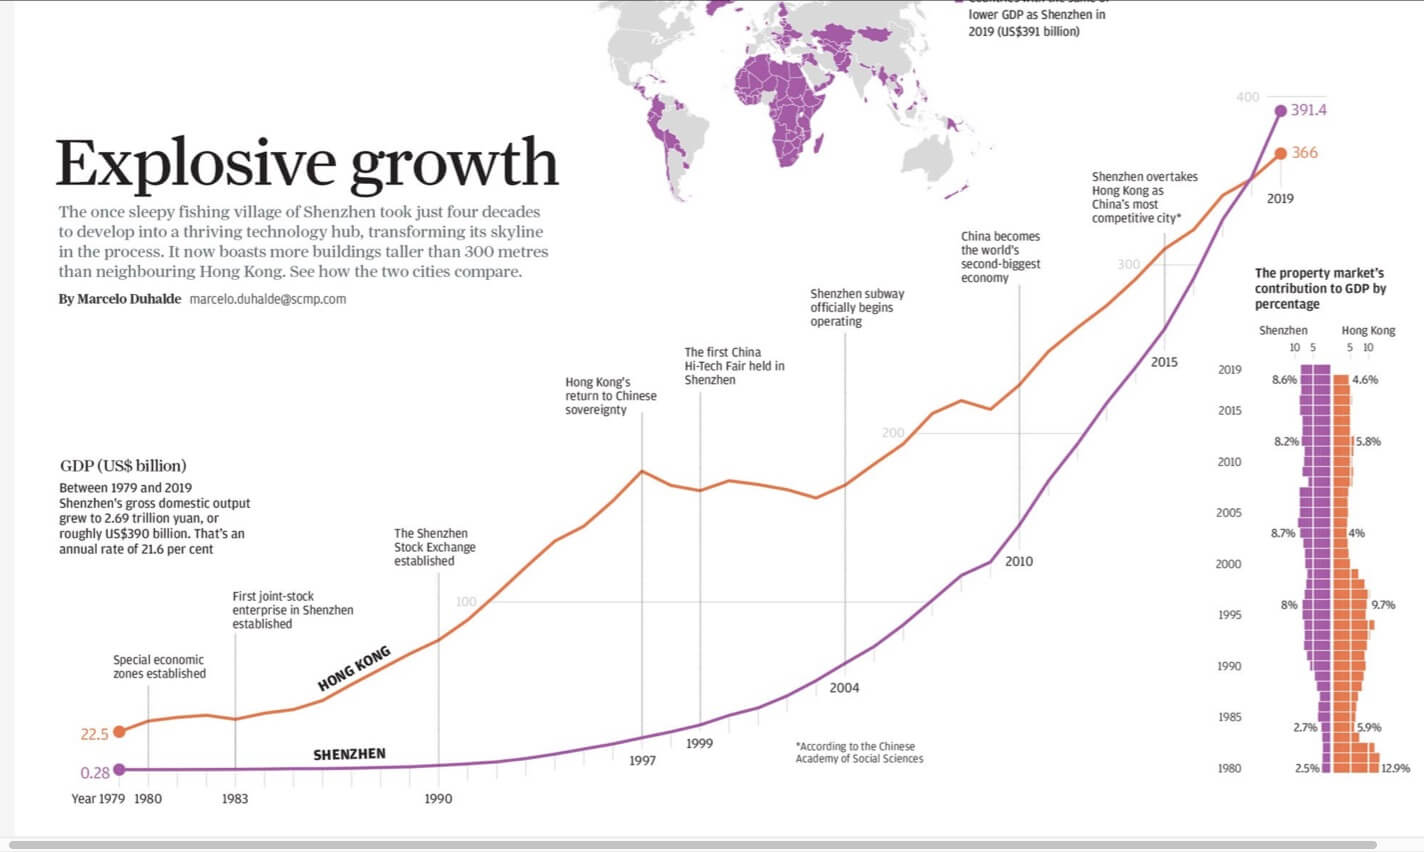 lower GDP as Shenzhen in
2019 (US$391 billion)
Explosive growth
The once sleepy fishing village of Shenzhen took just four decades
to develop into a thriving technology hub, transforming its skyline
in the process. It now boasts more buildings taller than 300 metres
than neighbouring Hong Kong. See how the two cities compare.
By Marcelo Duhalde marcelo.duhalde@scmp.com
GDP (US$ billion)
Between 1979 and 2019
Shenzhen's gross domestic output
grew to 2.69 trillion yuan, or
roughly US$390 billion. That's an
annual rate of 21.6 per cent
400
391.4
366
2019
Shenzhen overtakes
Hong Kong as
China's most
competitive city*
300
2015
China becomes
the world's
second-biggest
economy
2010
Shenzhen subway
officially begins
operating
200
2004
The first China
Hi-Tech Fair held in
Shenzhen
1999
Hong Kong's
return to Chinese
sovereignty
1997
The Shenzhen
Stock Exchange
established
100
1990
First joint-stock
enterprise in Shenzhen
established
1983
Special economic
zones established
HONG KONG
SHENZHEN
22.5
0.28
Year 1979 1980
*According to the Chinese
Academy of Social Sciences
The property market's
contribution to GDP by
percentage
Shenzhen Hong Kong
10 5 5 10
2019
8.6% 4.6%
2015
8.2% 5.8%
2010
2005
8.7% 4%
2000
8% 9.7%
1995
1990
1985
2.7% 5.9%
1980 2.5% 12.9%